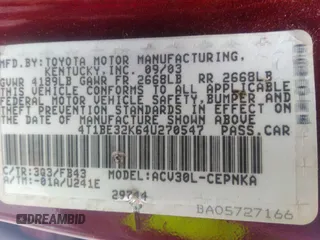 MFD.BY:TOYOTA MOTOR MANUFACTURING,
KENTUCKY,INC. 09/03
GVWR 4189LB GAWR FR 2668LB RR 2668LB
THIS VEHICLE CONFORMS TO ALL APPLICABLE
FEDERAL MOTOR VEHICLE SAFETY, BUMPER AND
THEFT PREVENTION STANDARDS IN EFFECT ON
THE DATE OF MANUFACTURE SHOWN ABOVE.
4T1BE32K64U270547 PASS.CAR
C/TR:3Q3/FB43 MODEL:ACV30L-CEPNKA
A/TM:-01A/U241E
29744
BA05727166
DREAMBID